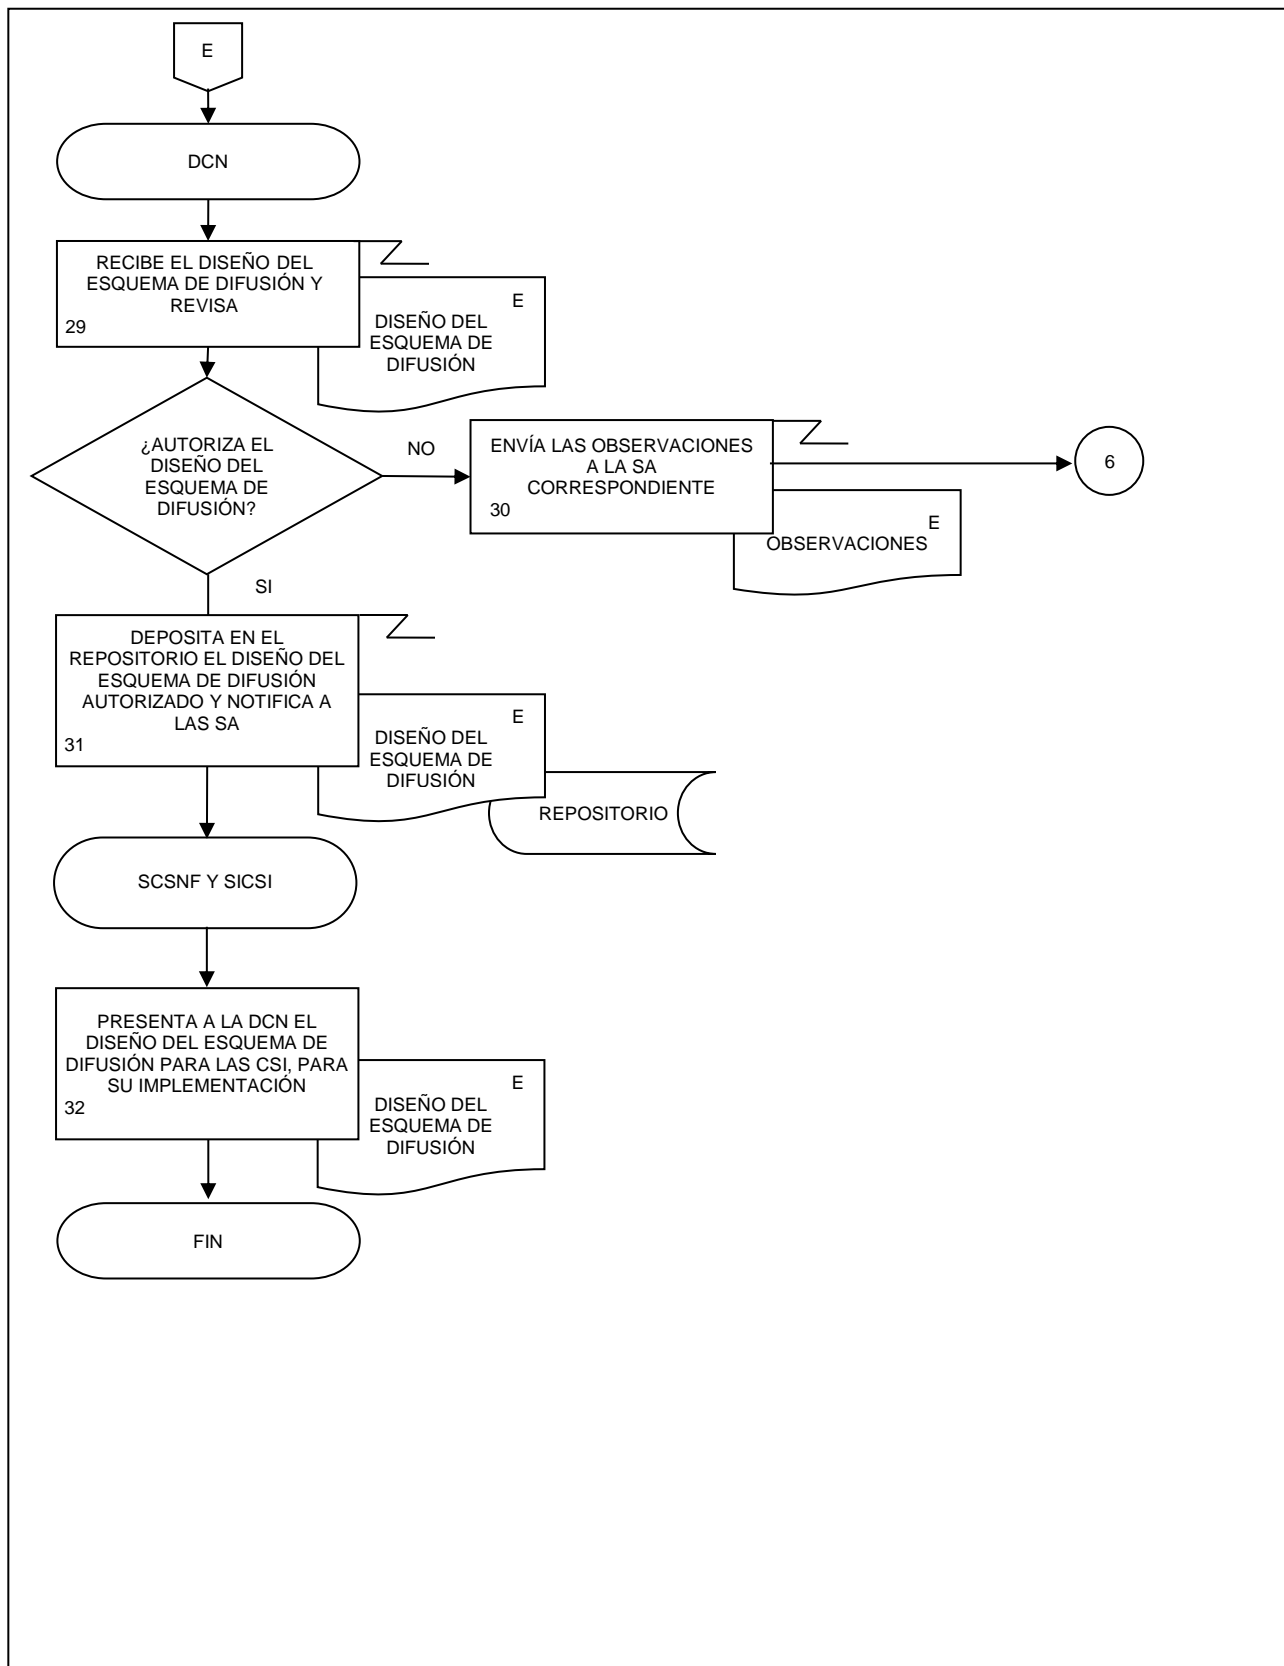 E
DCN
RECIBE EL DISEÑO DEL
ESQUEMA DE DIFUSIÓN Y
REVISA
29
E
DISEÑO DEL
ESQUEMA DE
DIFUSIÓN
¿AUTORIZA EL
DISEÑO DEL
ESQUEMA DE
DIFUSIÓN?
NO
ENVÍA LAS OBSERVACIONES
A LA SA
CORRESPONDIENTE
30
6
E
OBSERVACIONES
SI
DEPOSITA EN EL
REPOSITORIO EL DISEÑO DEL
ESQUEMA DE DIFUSIÓN
AUTORIZADO Y NOTIFICA A
LAS SA
31
E
DISEÑO DEL
ESQUEMA DE
DIFUSIÓN
REPOSITORIO
SCSNF Y SICSI
PRESENTA A LA DCN EL
DISEÑO DEL ESQUEMA DE
DIFUSIÓN PARA LAS CSI, PARA
SU IMPLEMENTACIÓN
32
E
DISEÑO DEL
ESQUEMA DE
DIFUSIÓN
FIN